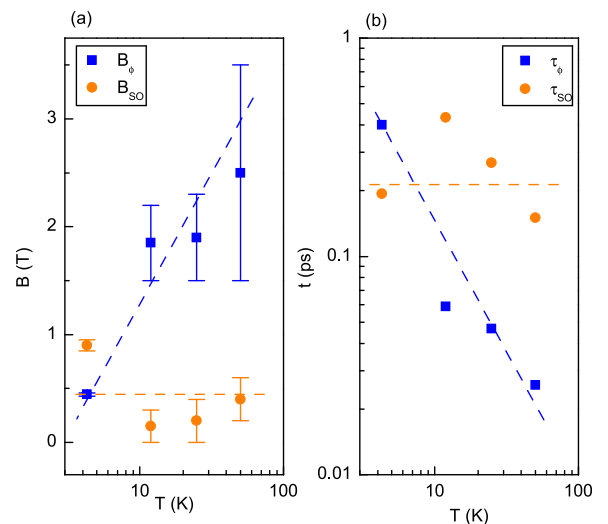 (a)
B_ϕ
B_SO
3
2
1
0
B (T)
10
100
T (K)
(b)
τ_ϕ
τ_SO
1
0.1
0.01
t (ps)
10
100
T (K)